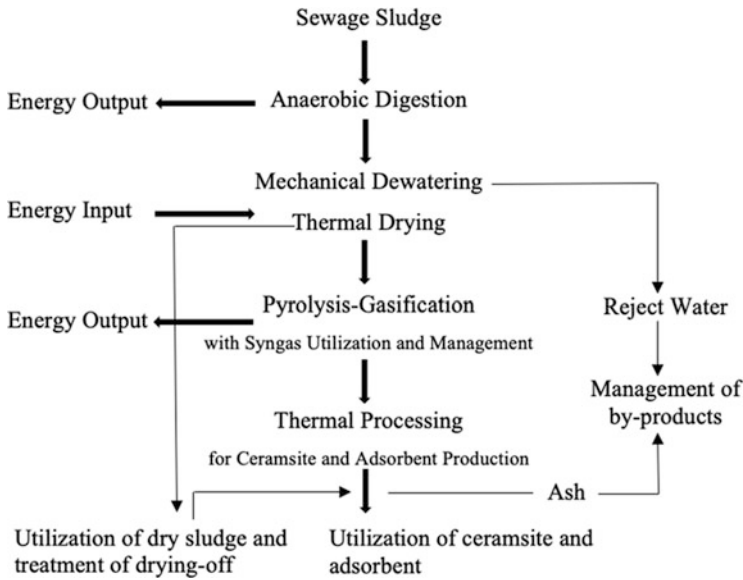 Sewage Sludge
Energy Output
Anaerobic Digestion
Mechanical Dewatering
Energy Input
Thermal Drying
Pyrolysis-Gasification
Reject Water
Energy Output
with Syngas Utilization and Management
Management of
by-products
Thermal Processing
for Ceramsite and Adsorbent Production
Ash
Utilization of dry sludge and
treatment of drying-off
Utilization of ceramsite and
adsorbent